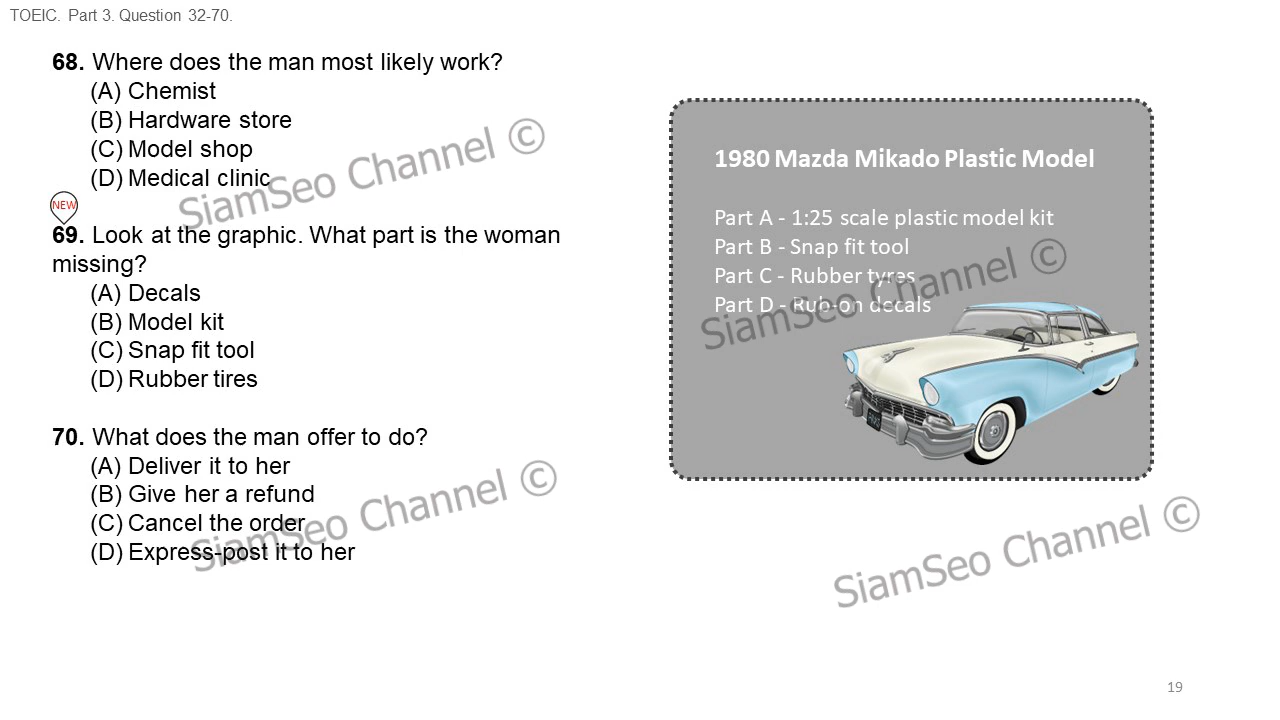 TOEIC. Part 3. Question 32-70.
68. Where does the man most likely work?
(A) Chemist
(B) Hardware store
(C) Model shop
(D) Medical clinic
NEW
69. Look at the graphic. What part is the woman
missing?
(A) Decals
(B) Model kit
(C) Snap fit tool
(D) Rubber tires
70. What does the man offer to do?
(A) Deliver it to her
(B) Give her a refund
(C) Cancel the order
(D) Express-post it to her
1980 Mazda Mikado Plastic Model
Part A - 1:25 scale plastic model kit
Part B - Snap fit tool
Part C - Rubber tyres
Part D - Rub-on decals
SiamSeo Channel ©
SiamSeo Channel ©
SiamSeo Channel ©
SiamSeo Channel ©
19